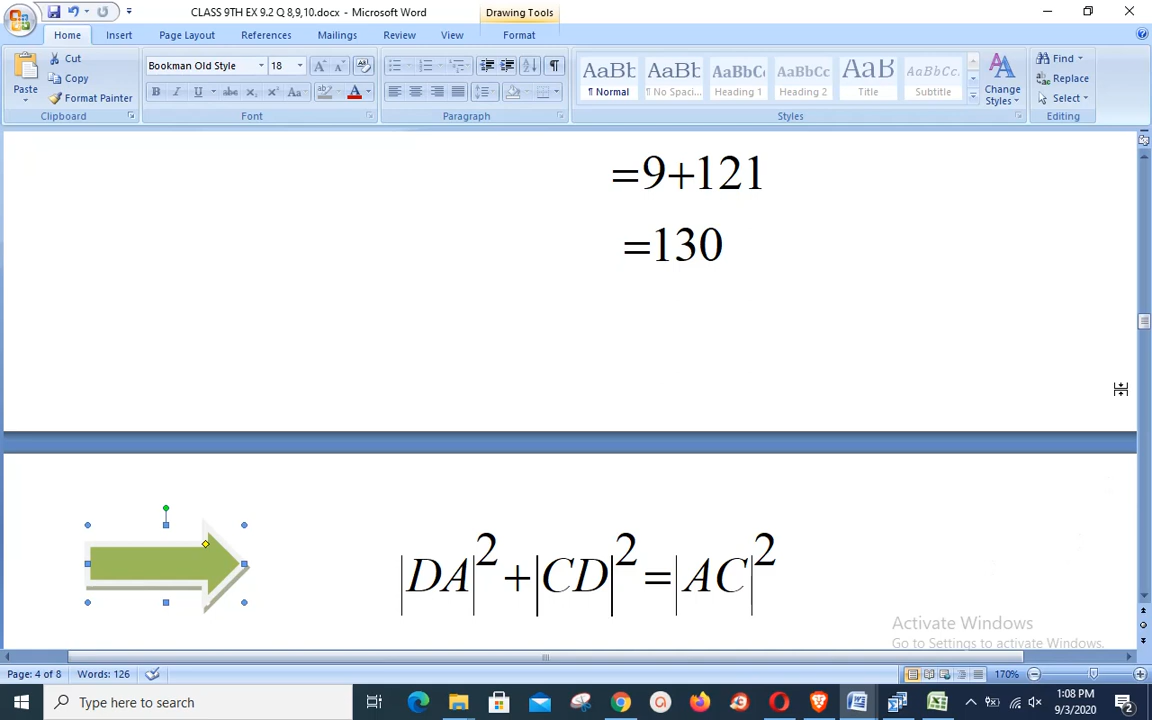 CLASS 9TH EX 9.2 Q 8,9,10.docx - Microsoft Word
Drawing Tools
Home Insert Page Layout References Mailings Review View Format
Paste
Cut
Copy
Format Painter
Clipboard
Bookman Old Style 18
Font
Paragraph
AaBb AaBb AaBbC AaBbCc AaB AaBbCc.
¶ Normal ¶ No Spaci... Heading 1 Heading 2 Title Subtitle
Styles
Change Styles
Find
Replace
Select
Editing
=9+121
=130
|DA|²+|CD|²=|AC|²
Activate Windows
Go to Settings to activate Windows.
Page: 4 of 8 Words: 126 170%
Type here to search
1:08 PM
9/3/2020
2